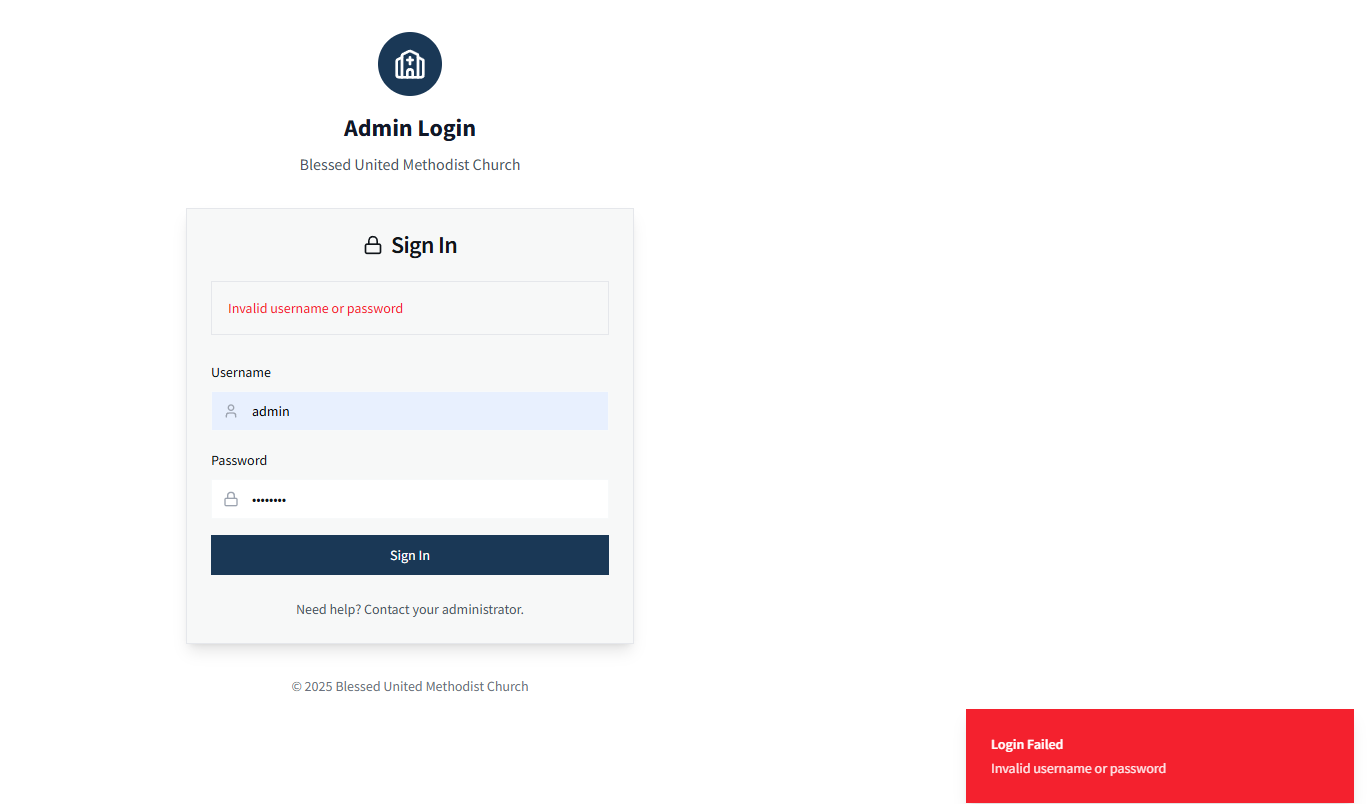 Admin Login
Blessed United Methodist Church
Sign In
Invalid username or password
Username
admin
Password
••••••••
Sign In
Need help? Contact your administrator.
© 2025 Blessed United Methodist Church
Login Failed
Invalid username or password